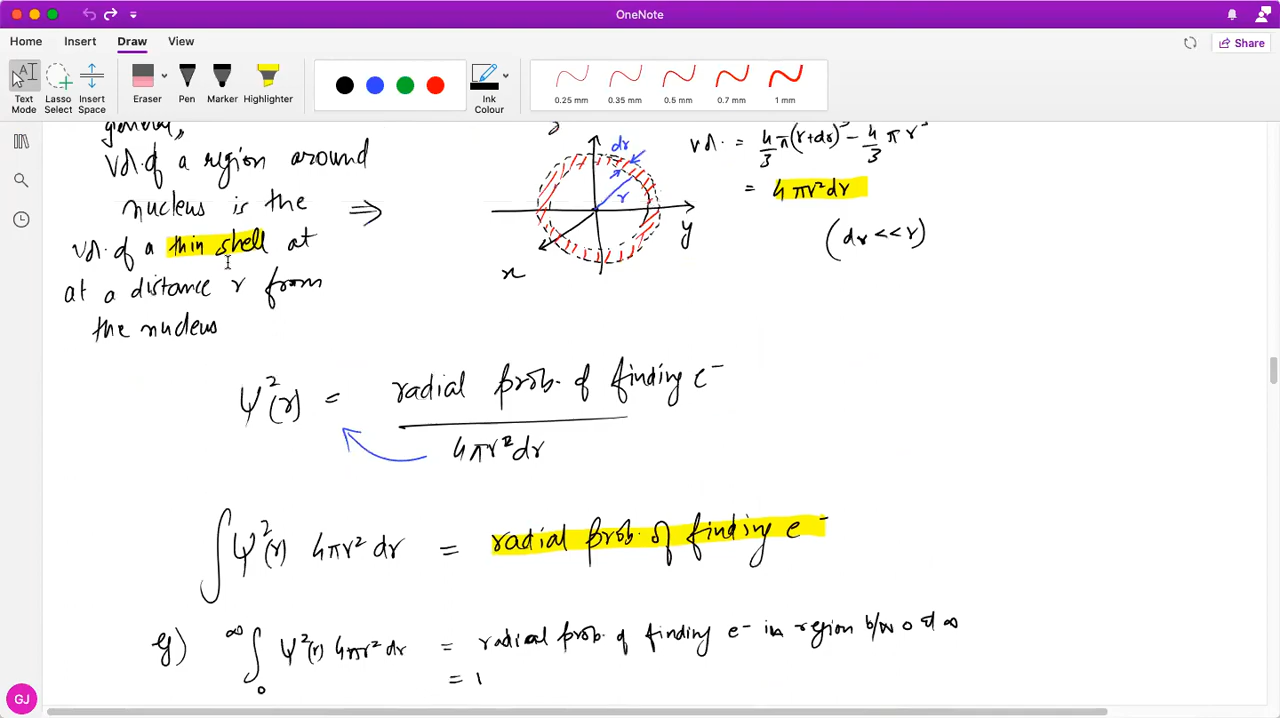 OneNote
Home Insert Draw View
Share
Text Mode
Lasso Select
Insert Space
Eraser
Pen
Marker
Highlighter
Ink Colour
0.25 mm
0.35 mm
0.5 mm
0.7 mm
1 mm
general,
vol. of a region around
nucleus is the
vol. of a thin shell at
at a distance r from
the nucleus
⇒
dr
r
y
x
vol. = 4/3 π(r+dr)³ − 4/3 π r³
= 4πr²dr
(dr << r)
ψ²(r) = radial prob. of finding e⁻ / 4πr²dr
∫ ψ²(r) 4πr² dr = radial prob. of finding e⁻
eg) ∫₀^∞ ψ²(r) 4πr² dr = radial prob. of finding e⁻ in region b/w 0 & ∞
= 1
GJ